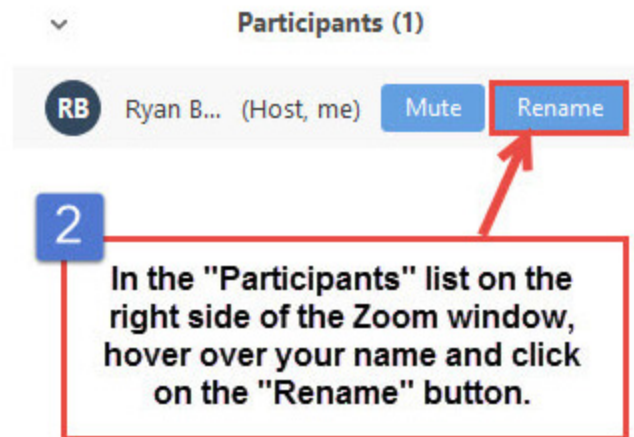 Participants (1)
RB Ryan B... (Host, me) Mute Rename
2
In the "Participants" list on the
right side of the Zoom window,
hover over your name and click
on the "Rename" button.